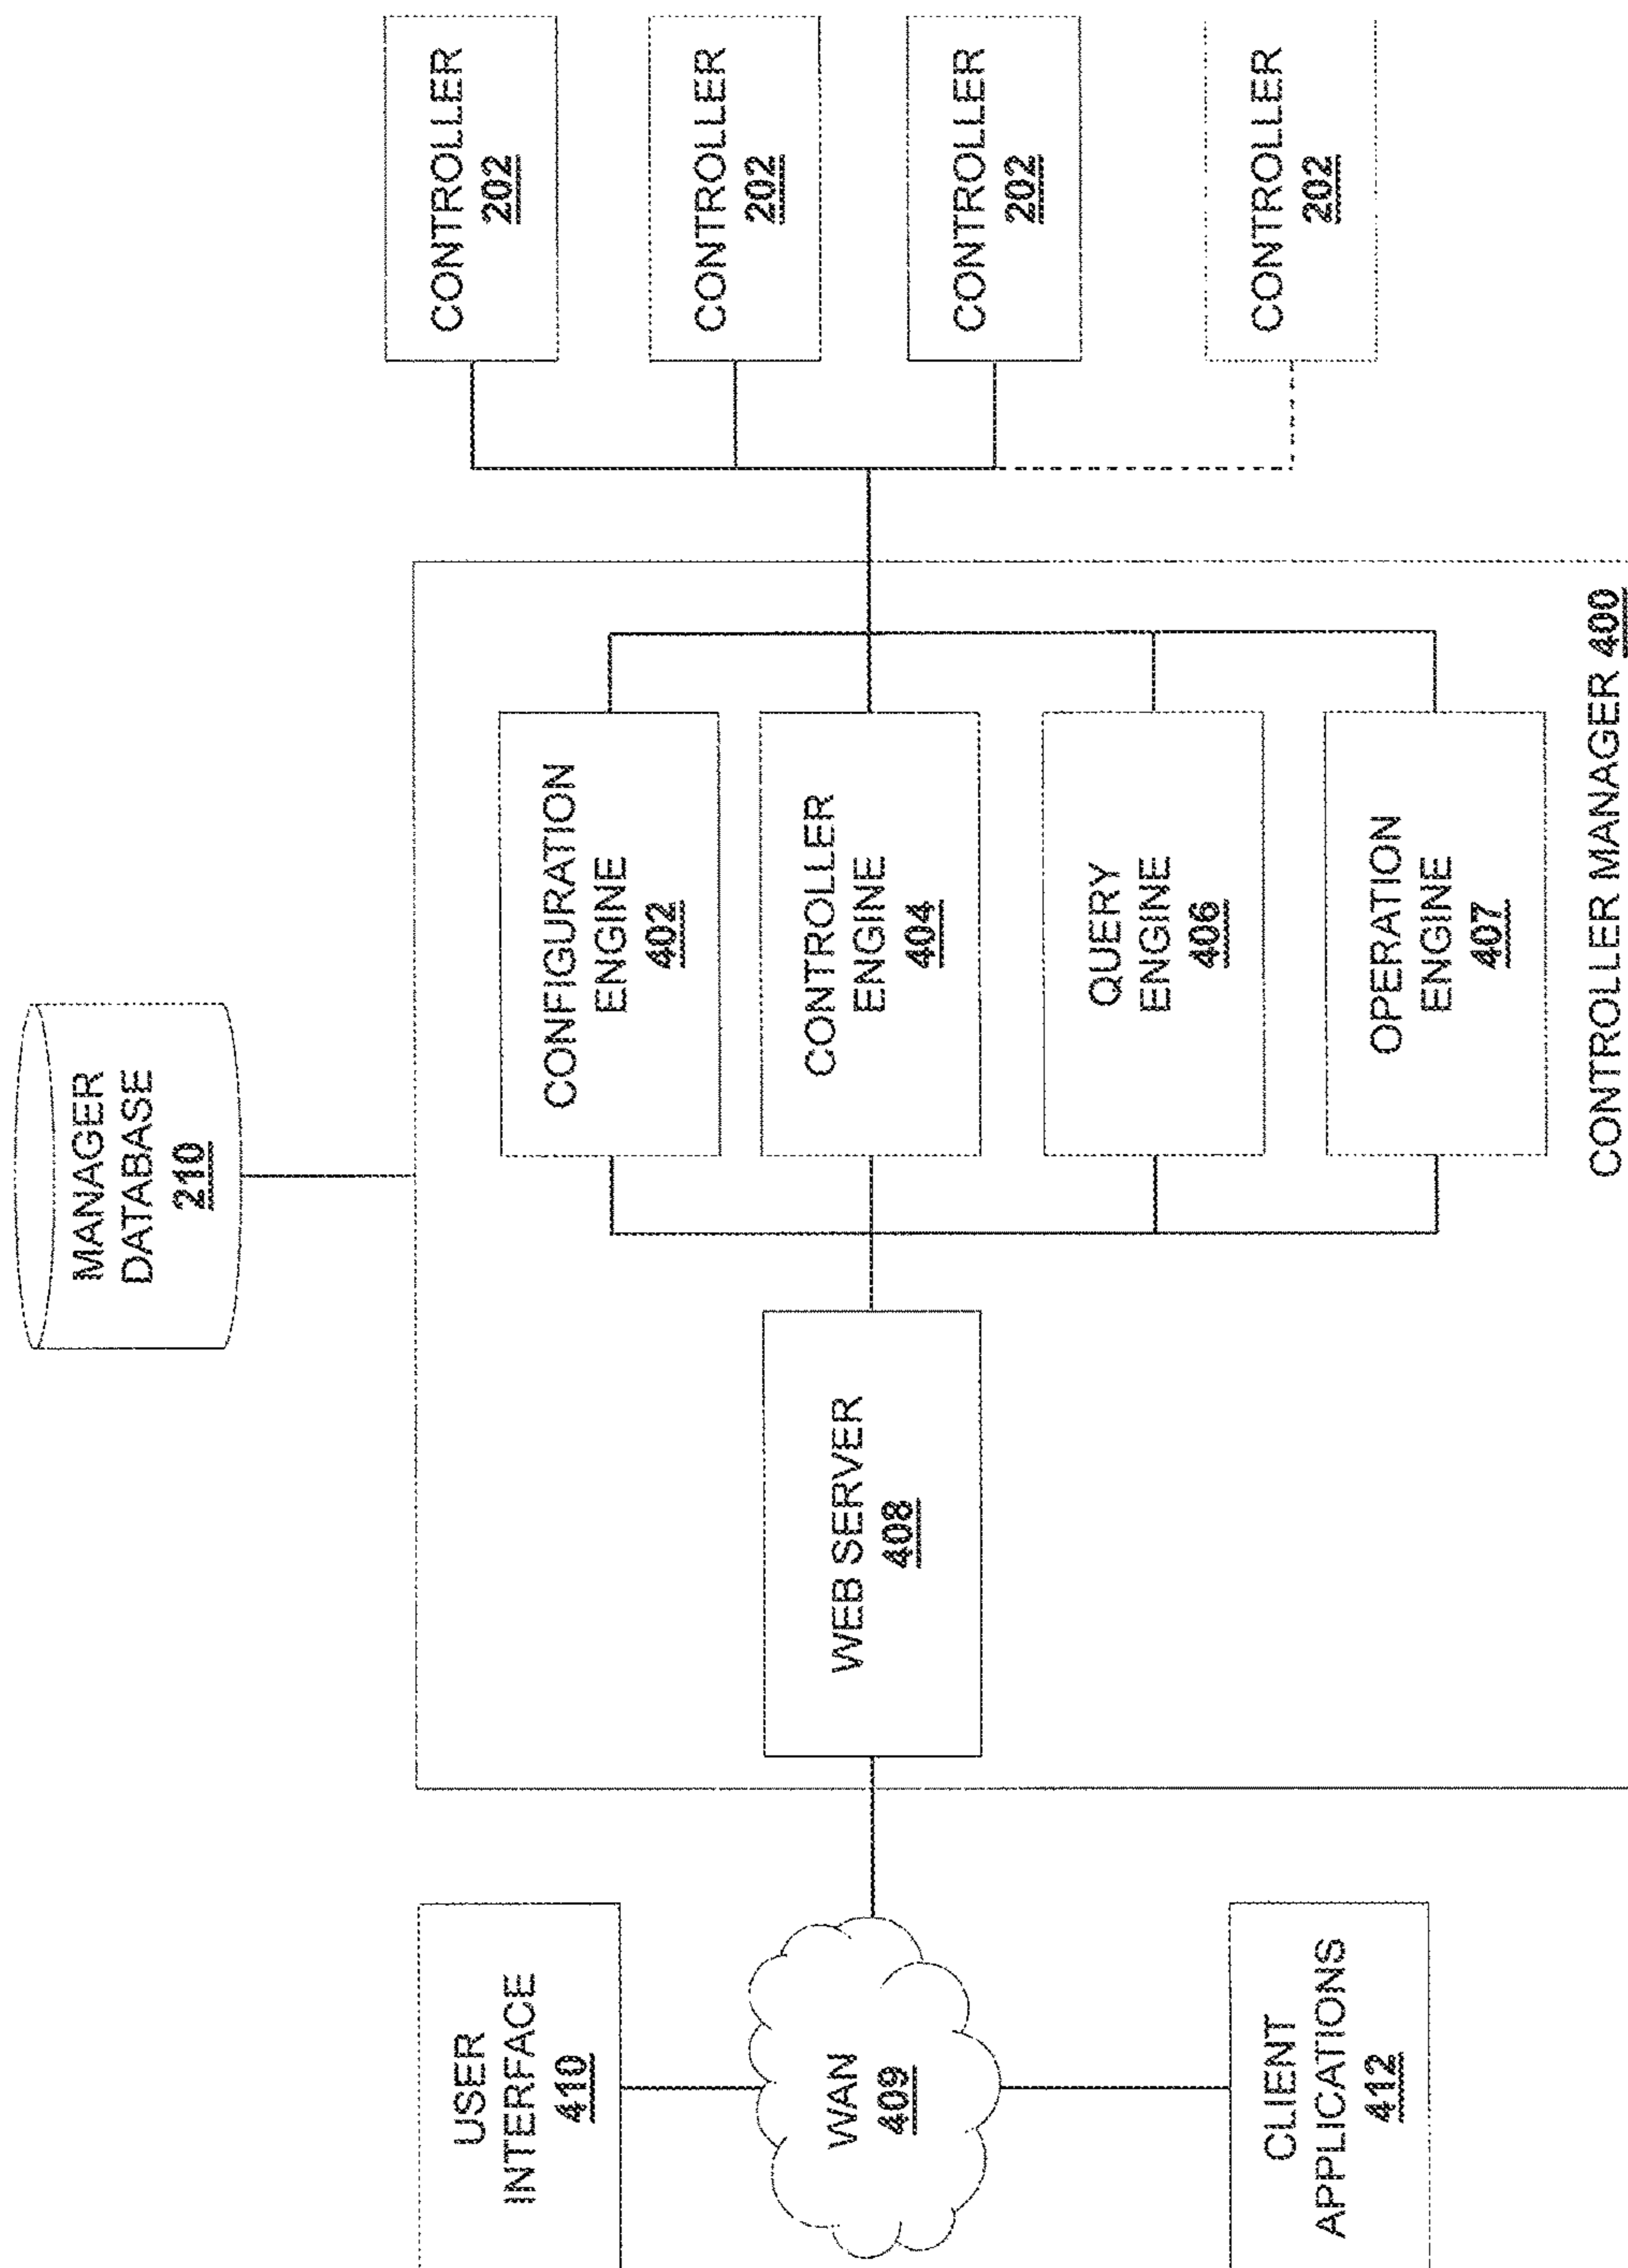 MANAGER
DATABASE
210
USER
INTERFACE
410
WAN
409
CLIENT
APPLICATIONS
412
WEB SERVER
408
CONFIGURATION
ENGINE
402
CONTROLLER
ENGINE
404
QUERY
ENGINE
406
OPERATION
ENGINE
407
CONTROLLER MANAGER 400
CONTROLLER
202
CONTROLLER
202
CONTROLLER
202
CONTROLLER
202